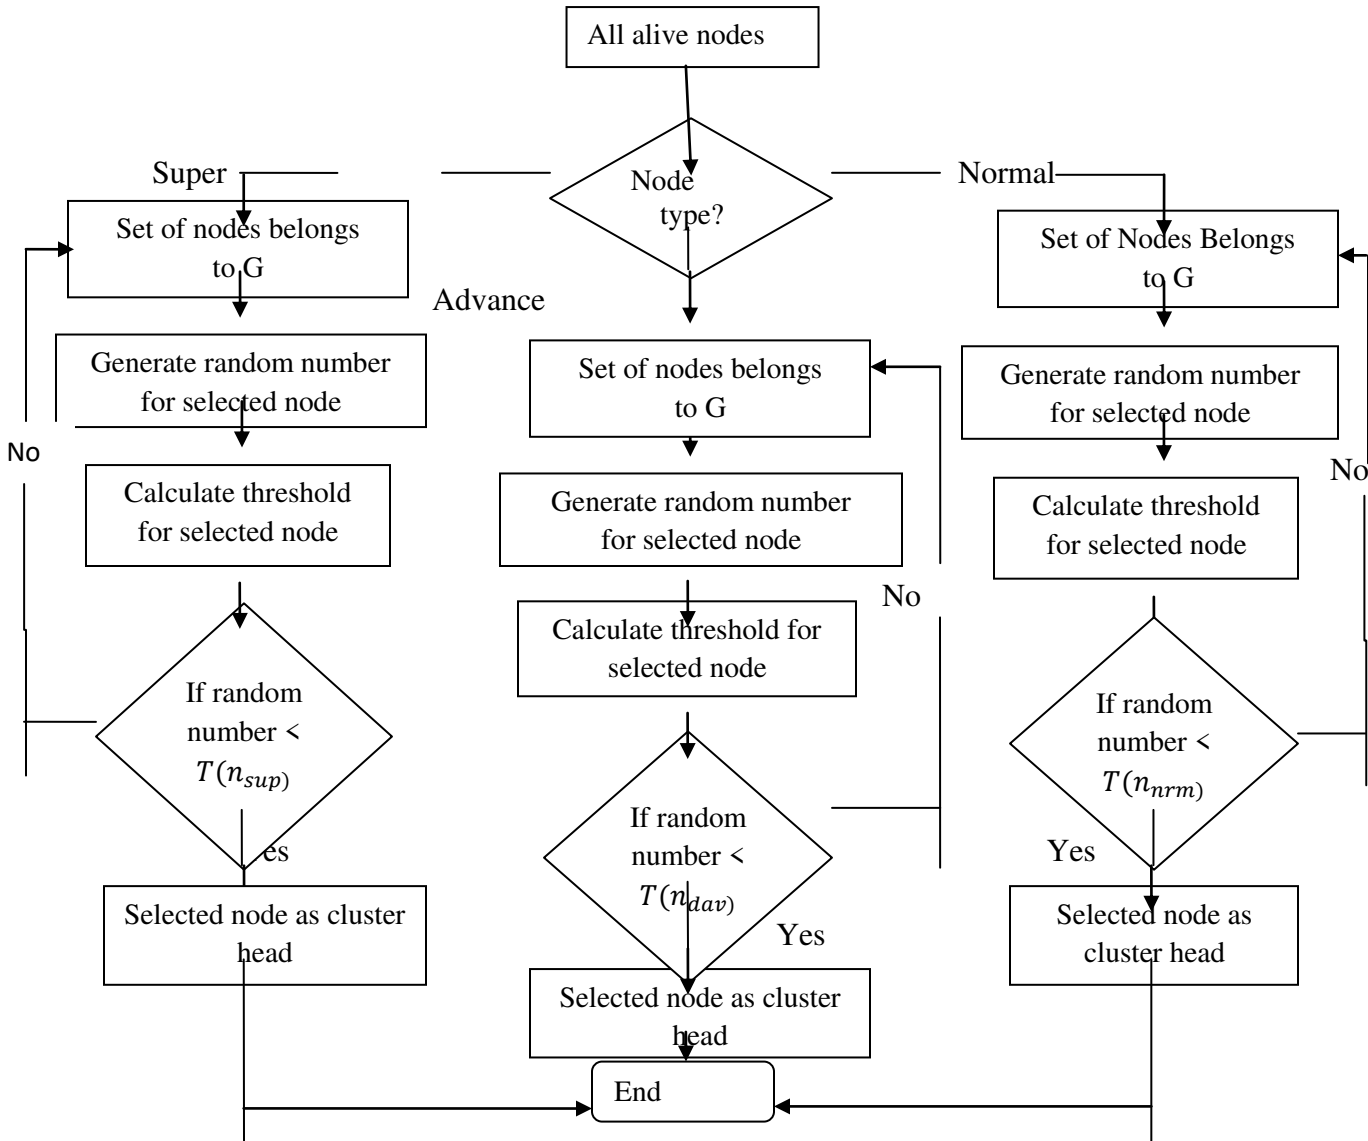 All alive nodes
Node
type?
Super
Set of nodes belongs
to G
Generate random number
for selected node
Calculate threshold
for selected node
If random
number <
T(n_sup)
No
es
Selected node as cluster
head
Advance
Set of nodes belongs
to G
Generate random number
for selected node
Calculate threshold for
selected node
If random
number <
T(n_dav)
No
Yes
Selected node as cluster
head
Normal
Set of Nodes Belongs
to G
Generate random number
for selected node
Calculate threshold
for selected node
If random
number <
T(n_nrm)
No
Yes
Selected node as
cluster head
End